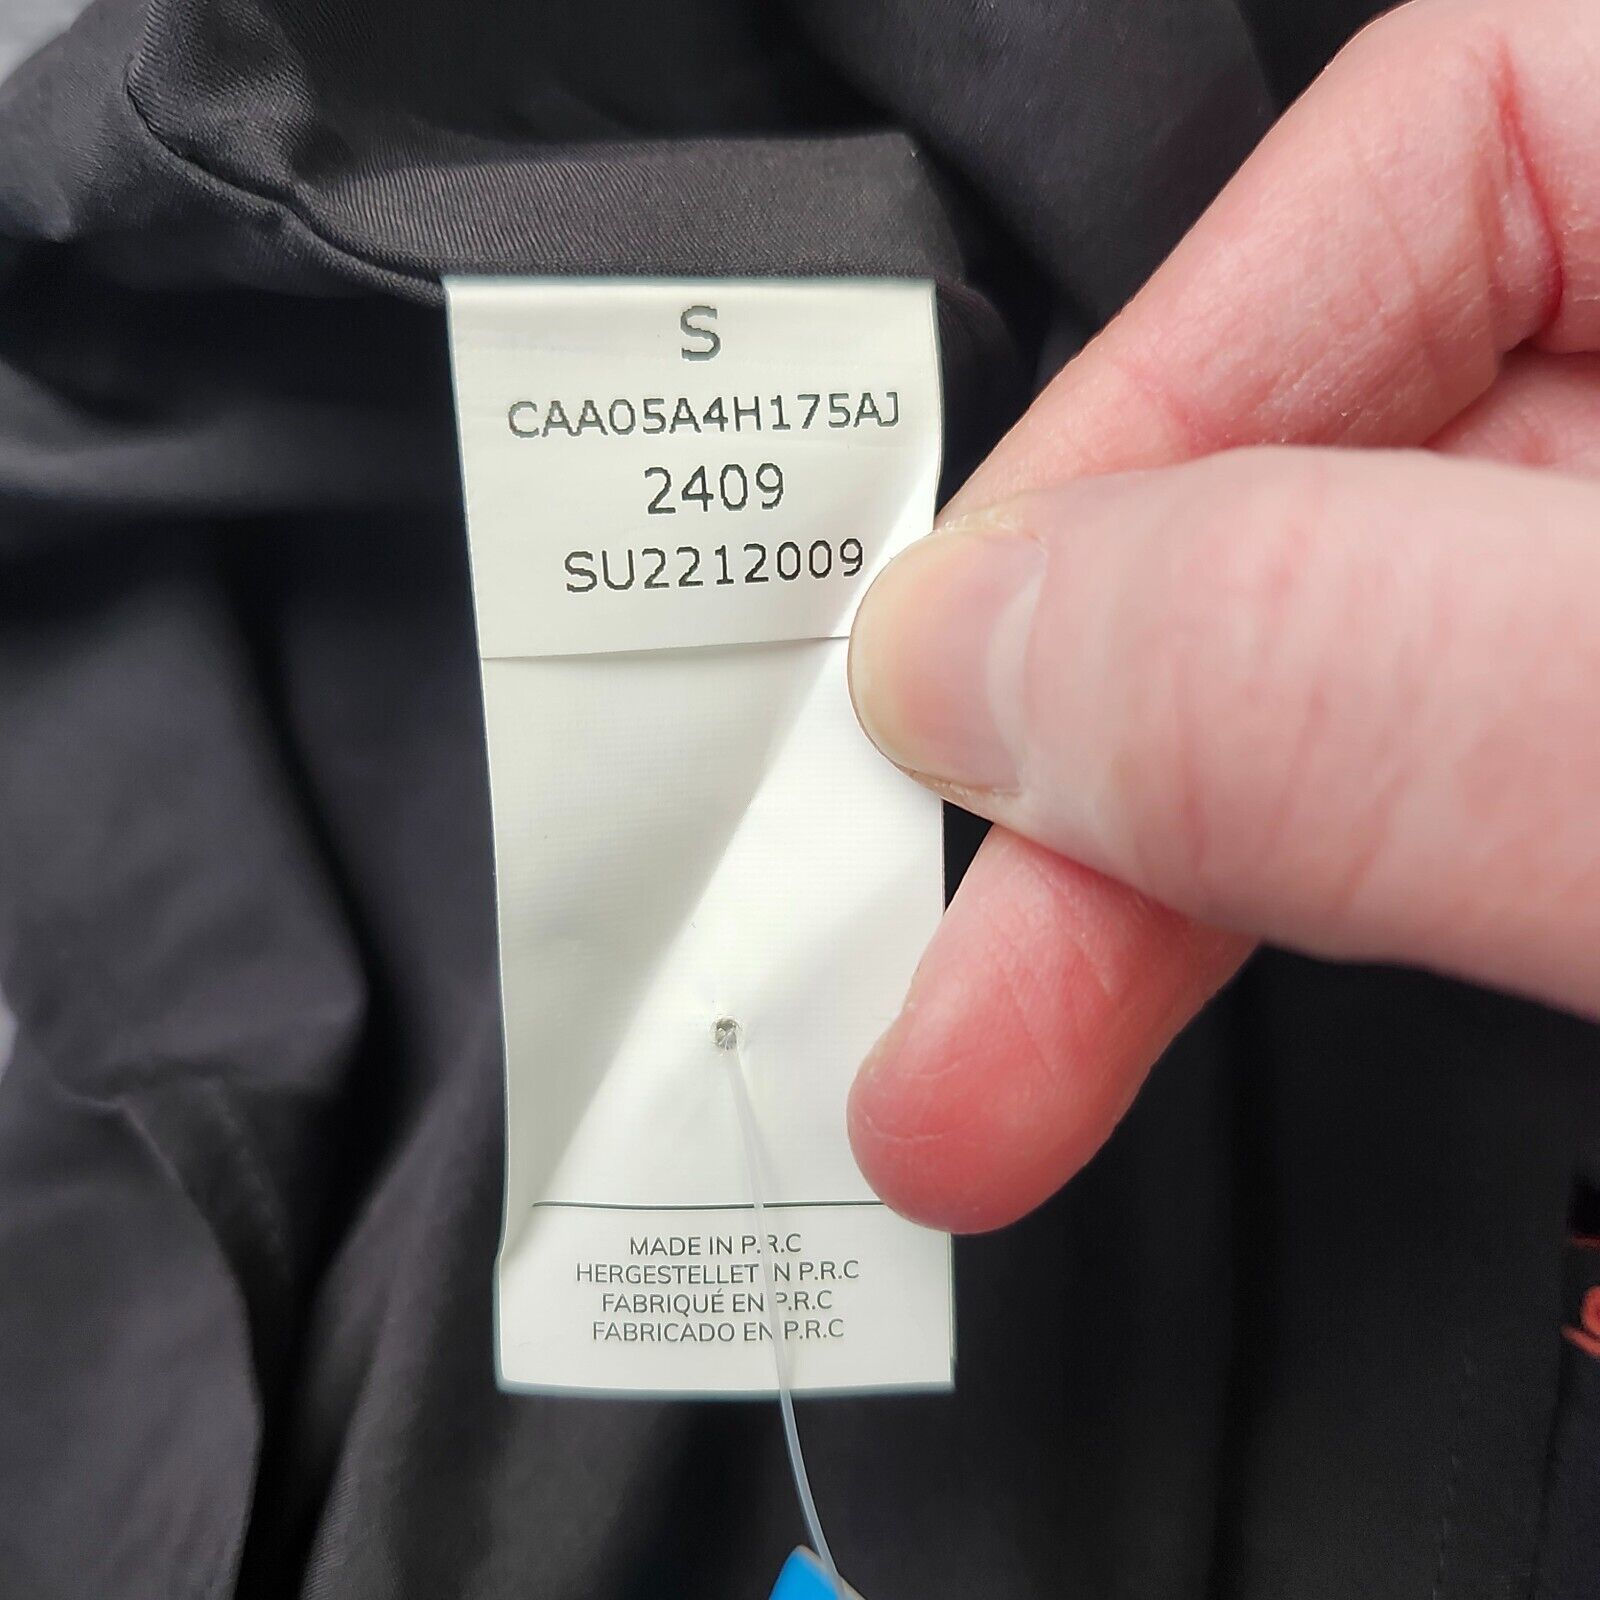 S
CAA05A4H175AJ
2409
SU2212009
MADE IN P.R.C
HERGESTELLET IN P.R.C
FABRIQUÉ EN P.R.C
FABRICADO EN P.R.C